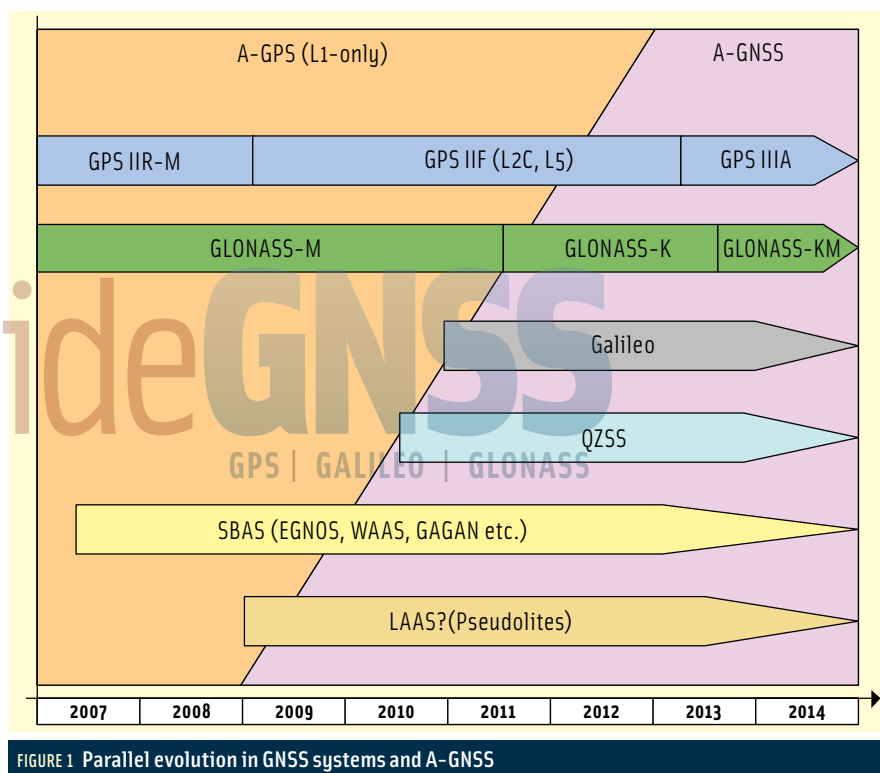 A-GPS (L1-only)
A-GNSS
GPS IIR-M
GPS IIF (L2C, L5)
GPS IIIA
GLONASS-M
GLONASS-K
GLONASS-KM
ideGNSS
Galileo
QZSS
GPS | GALILEO | GLONASS
SBAS (EGNOS, WAAS, GAGAN etc.)
LAAS?(Pseudolites)
2007 2008 2009 2010 2011 2012 2013 2014
FIGURE 1 Parallel evolution in GNSS systems and A-GNSS